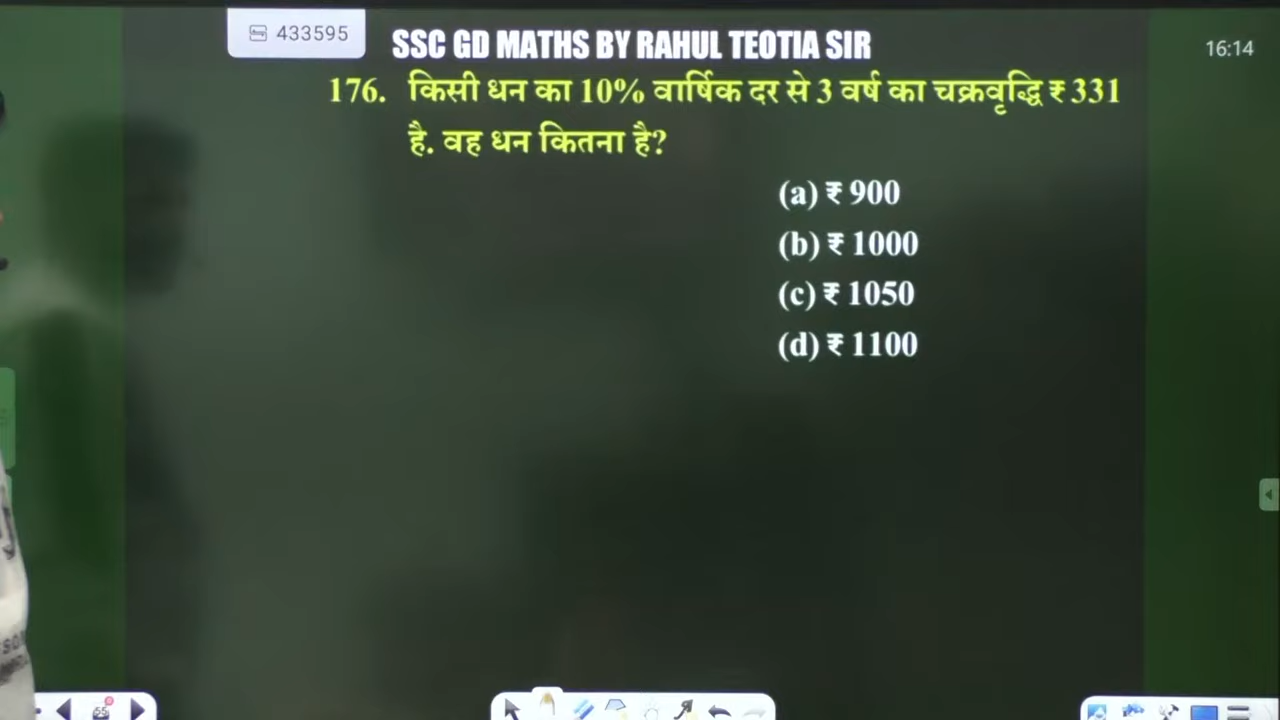 433595
SSC GD MATHS BY RAHUL TEOTIA SIR
16:14
176. किसी धन का 10% वार्षिक दर से 3 वर्ष का चक्रवृद्धि ₹ 331
है. वह धन कितना है?
(a) ₹ 900
(b) ₹ 1000
(c) ₹ 1050
(d) ₹ 1100